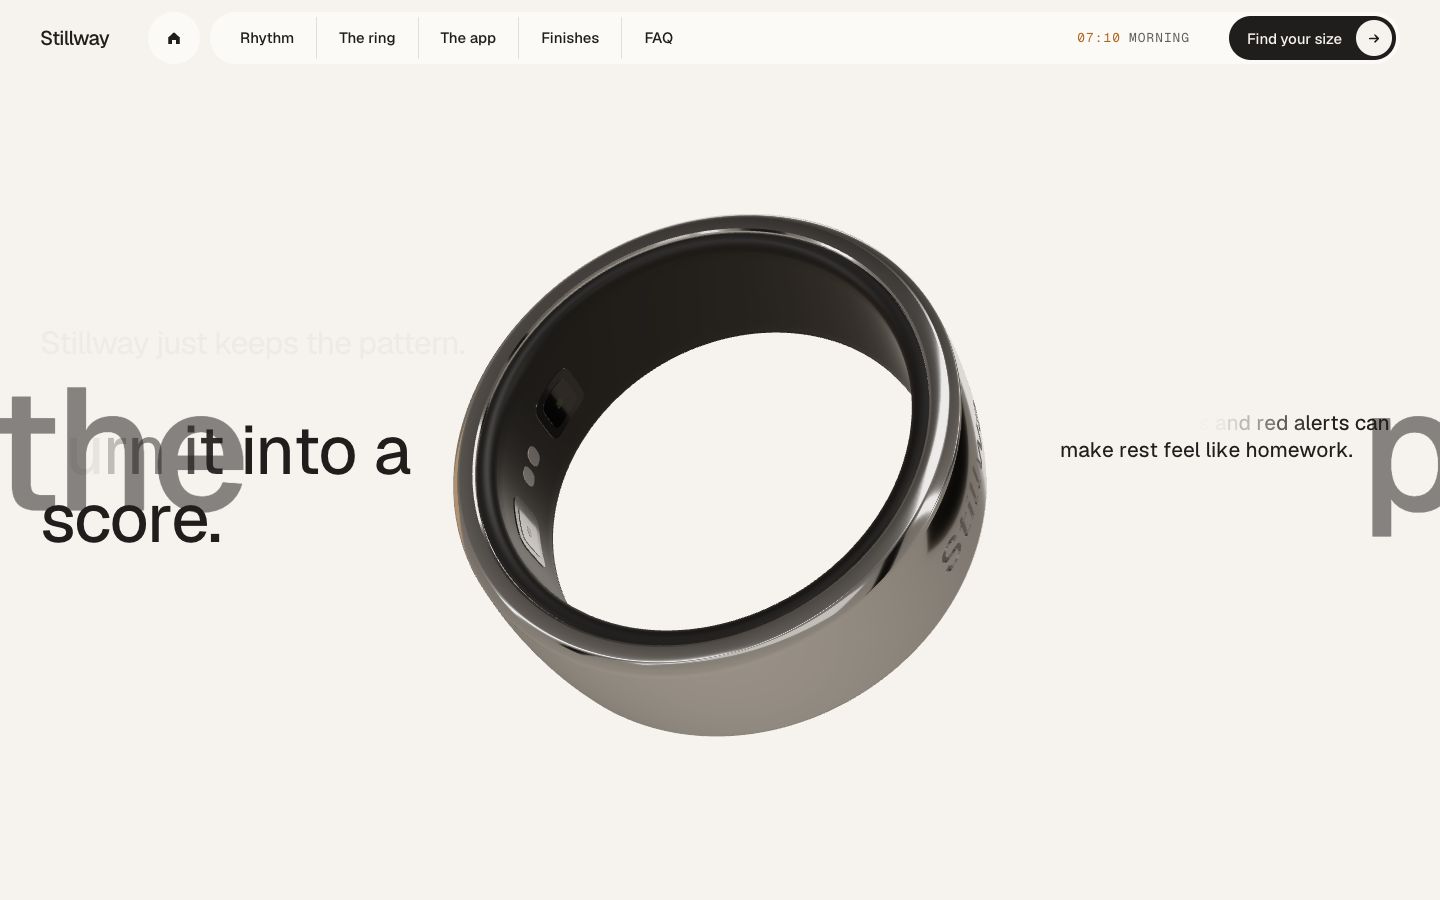 Stillway
Rhythm
The ring
The app
Finishes
FAQ
07:10 MORNING
Find your size
Stillway just keeps the pattern.
the
urn it into a
score.
s and red alerts can
make rest feel like homework.
p